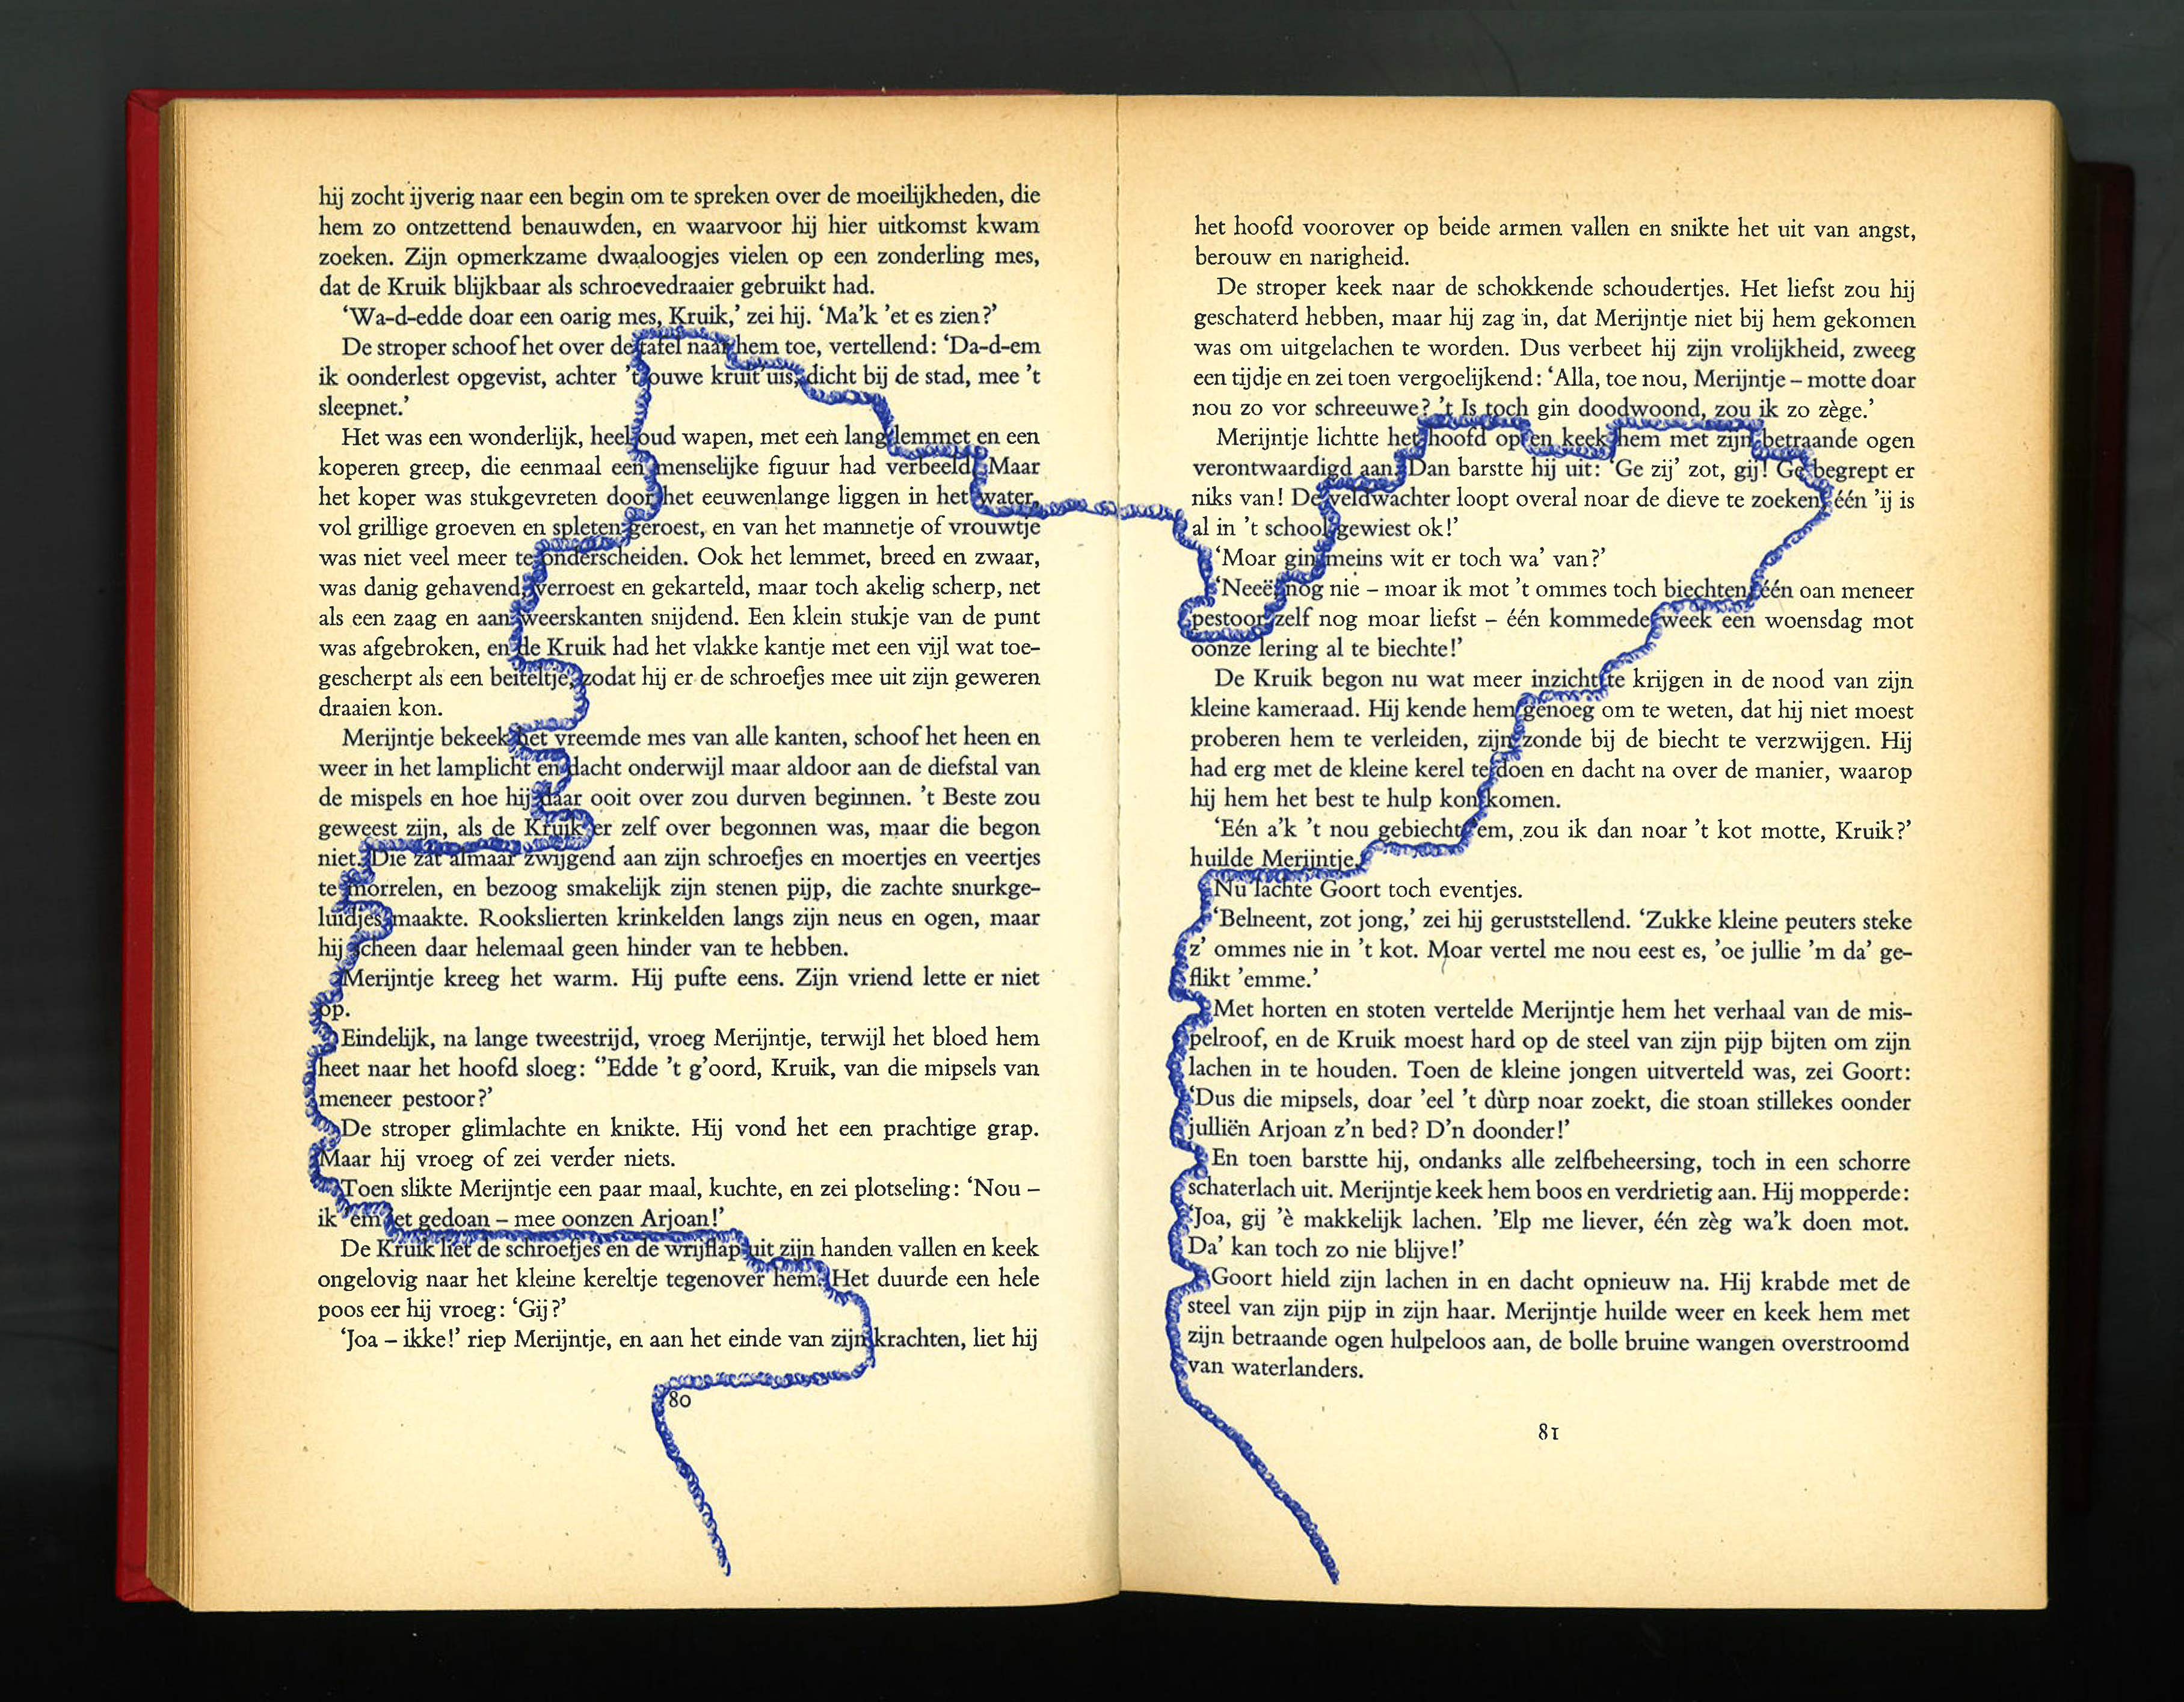 hij zocht ijverig naar een begin om te spreken over de moeilijkheden, die
hem zo ontzettend benauwden, en waarvoor hij hier uitkomst kwam
zoeken. Zijn opmerkzame dwaaloogjes vielen op een zonderling mes,
dat de Kruik blijkbaar als schroevedraaier gebruikt had.
‘Wa-d-edde doar een oarig mes, Kruik,’ zei hij. ‘Ma’k ’et es zien?’
De stroper schoof het over de tafel naar hem toe, vertellend: ‘Da-d-em
ik oonderlest opgevist, achter ’t ouwe kruit’uis, dicht bij de stad, mee ’t
sleepnet.’
Het was een wonderlijk, heel oud wapen, met een lang lemmet en een
koperen greep, die eenmaal een menselijke figuur had verbeeld. Maar
het koper was stukgevreten door het eeuwenlange liggen in het water,
vol grillige groeven en spleten geroest, en van het mannetje of vrouwtje
was niet veel meer te onderscheiden. Ook het lemmet, breed en zwaar,
was danig gehavend, verroest en gekarteld, maar toch akelig scherp, net
als een zaag en aan weerskanten snijdend. Een klein stukje van de punt
was afgebroken, en de Kruik had het vlakke kantje met een vijl wat toe-
gescherpt als een beiteltje, zodat hij er de schroefjes mee uit zijn geweren
draaien kon.
Merijntje bekeek het vreemde mes van alle kanten, schoof het heen en
weer in het lamplicht en dacht onderwijl maar aldoor aan de diefstal van
de mispels en hoe hij daar ooit over zou durven beginnen. ’t Beste zou
geweest zijn, als de Kruik er zelf over begonnen was, maar die begon
niet. Die zat almaar zwijgend aan zijn schroefjes en moertjes en veertjes
te morrelen, en bezoog smakelijk zijn stenen pijp, die zachte snurkge-
luidjes maakte. Rookslierten krinkelden langs zijn neus en ogen, maar
hij scheen daar helemaal geen hinder van te hebben.
Merijntje kreeg het warm. Hij pufte eens. Zijn vriend lette er niet
op.
Eindelijk, na lange tweestrijd, vroeg Merijntje, terwijl het bloed hem
heet naar het hoofd sloeg: ‘’Edde ’t g’oord, Kruik, van die mipsels van
meneer pestoor?’
De stroper glimlachte en knikte. Hij vond het een prachtige grap.
Maar hij vroeg of zei verder niets.
Toen slikte Merijntje een paar maal, kuchte, en zei plotseling: ‘Nou –
ik ’em ’et gedoan – mee oonzen Arjoan!’
De Kruik liet de schroefjes en de wrijflap uit zijn handen vallen en keek
ongelovig naar het kleine kereltje tegenover hem. Het duurde een hele
poos eer hij vroeg: ‘Gij?’
‘Joa – ikke!’ riep Merijntje, en aan het einde van zijn krachten, liet hij
80
het hoofd voorover op beide armen vallen en snikte het uit van angst,
berouw en narigheid.
De stroper keek naar de schokkende schoudertjes. Het liefst zou hij
geschaterd hebben, maar hij zag in, dat Merijntje niet bij hem gekomen
was om uitgelachen te worden. Dus verbeet hij zijn vrolijkheid, zweeg
een tijdje en zei toen vergoelijkend: ‘Alla, toe nou, Merijntje – motte doar
nou zo vor schreeuwe? ’t Is toch gin doodwoond, zou ik zo zège.’
Merijntje lichtte het hoofd op en keek hem met zijn betraande ogen
verontwaardigd aan. Dan barstte hij uit: ‘Ge zij’ zot, gij! Ge begrept er
niks van! De veldwachter loopt overal noar de dieve te zoeken, één ’ij is
al in ’t school gewiest ok!’
‘Moar gin meins wit er toch wa’ van?’
‘Neeë, nog nie – moar ik mot ’t ommes toch biechten, één oan meneer
pestoor zelf nog moar liefst – één kommede week een woensdag mot
oonze lering al te biechte!’
De Kruik begon nu wat meer inzicht te krijgen in de nood van zijn
kleine kameraad. Hij kende hem genoeg om te weten, dat hij niet moest
proberen hem te verleiden, zijn zonde bij de biecht te verzwijgen. Hij
had erg met de kleine kerel te doen en dacht na over de manier, waarop
hij hem het best te hulp kon komen.
‘Eén a’k ’t nou gebiecht ’em, zou ik dan noar ’t kot motte, Kruik?’
huilde Merijntje.
Nu lachte Goort toch eventjes.
‘Belneent, zot jong,’ zei hij geruststellend. ‘Zukke kleine peuters steke
z’ ommes nie in ’t kot. Moar vertel me nou eest es, ’oe jullie ’m da’ ge-
flikt ’emme.’
Met horten en stoten vertelde Merijntje hem het verhaal van de mis-
pelroof, en de Kruik moest hard op de steel van zijn pijp bijten om zijn
lachen in te houden. Toen de kleine jongen uitverteld was, zei Goort:
‘Dus die mipsels, doar ’eel ’t dùrp noar zoekt, die stoan stillekes oonder
julliën Arjoan z’n bed? D’n doonder!’
En toen barstte hij, ondanks alle zelfbeheersing, toch in een schorre
schaterlach uit. Merijntje keek hem boos en verdrietig aan. Hij mopperde:
‘Joa, gij ’è makkelijk lachen. ’Elp me liever, één zèg wa’k doen mot.
Da’ kan toch zo nie blijve!’
Goort hield zijn lachen in en dacht opnieuw na. Hij krabde met de
steel van zijn pijp in zijn haar. Merijntje huilde weer en keek hem met
zijn betraande ogen hulpeloos aan, de bolle bruine wangen overstroomd
van waterlanders.
81